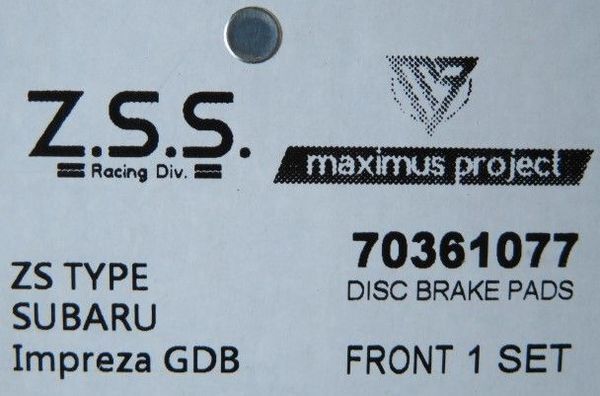 Z.S.S.
Racing Div.
maximus project
70361077
DISC BRAKE PADS
ZS TYPE
SUBARU
Impreza GDB
FRONT 1 SET